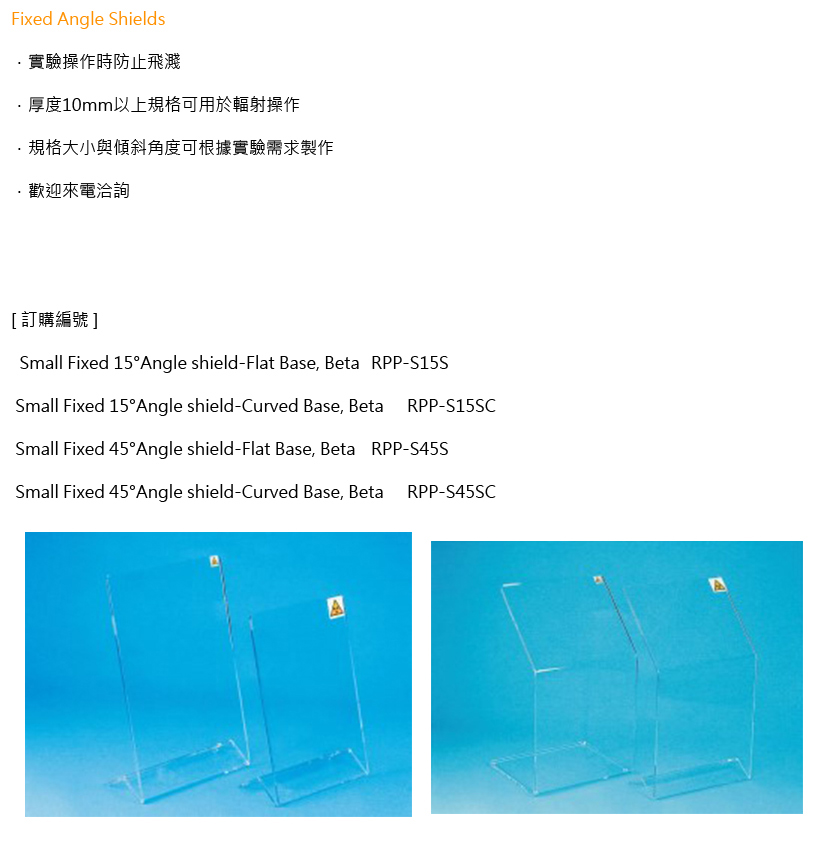 Fixed Angle Shields
．實驗操作時防止飛濺
．厚度10mm以上規格可用於輻射操作
．規格大小與傾斜角度可根據實驗需求製作
．歡迎來電洽詢
[ 訂購編號 ]
Small Fixed 15°Angle shield-Flat Base, Beta RPP-S15S
Small Fixed 15°Angle shield-Curved Base, Beta RPP-S15SC
Small Fixed 45°Angle shield-Flat Base, Beta RPP-S45S
Small Fixed 45°Angle shield-Curved Base, Beta RPP-S45SC